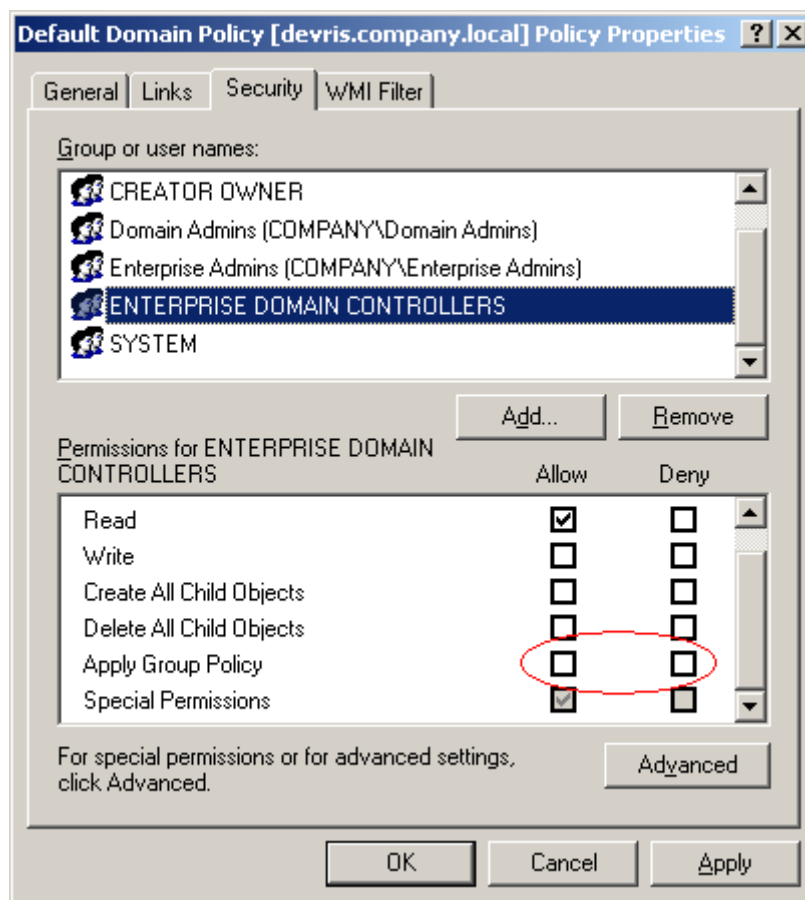 Default Domain Policy [devris.company.local] Policy Properties
General Links Security WMI Filter
Group or user names:
CREATOR OWNER
Domain Admins (COMPANY\Domain Admins)
Enterprise Admins (COMPANY\Enterprise Admins)
ENTERPRISE DOMAIN CONTROLLERS
SYSTEM
Add... Remove
Permissions for ENTERPRISE DOMAIN
CONTROLLERS Allow Deny
Read
Write
Create All Child Objects
Delete All Child Objects
Apply Group Policy
Special Permissions
For special permissions or for advanced settings,
click Advanced.
Advanced
OK Cancel Apply